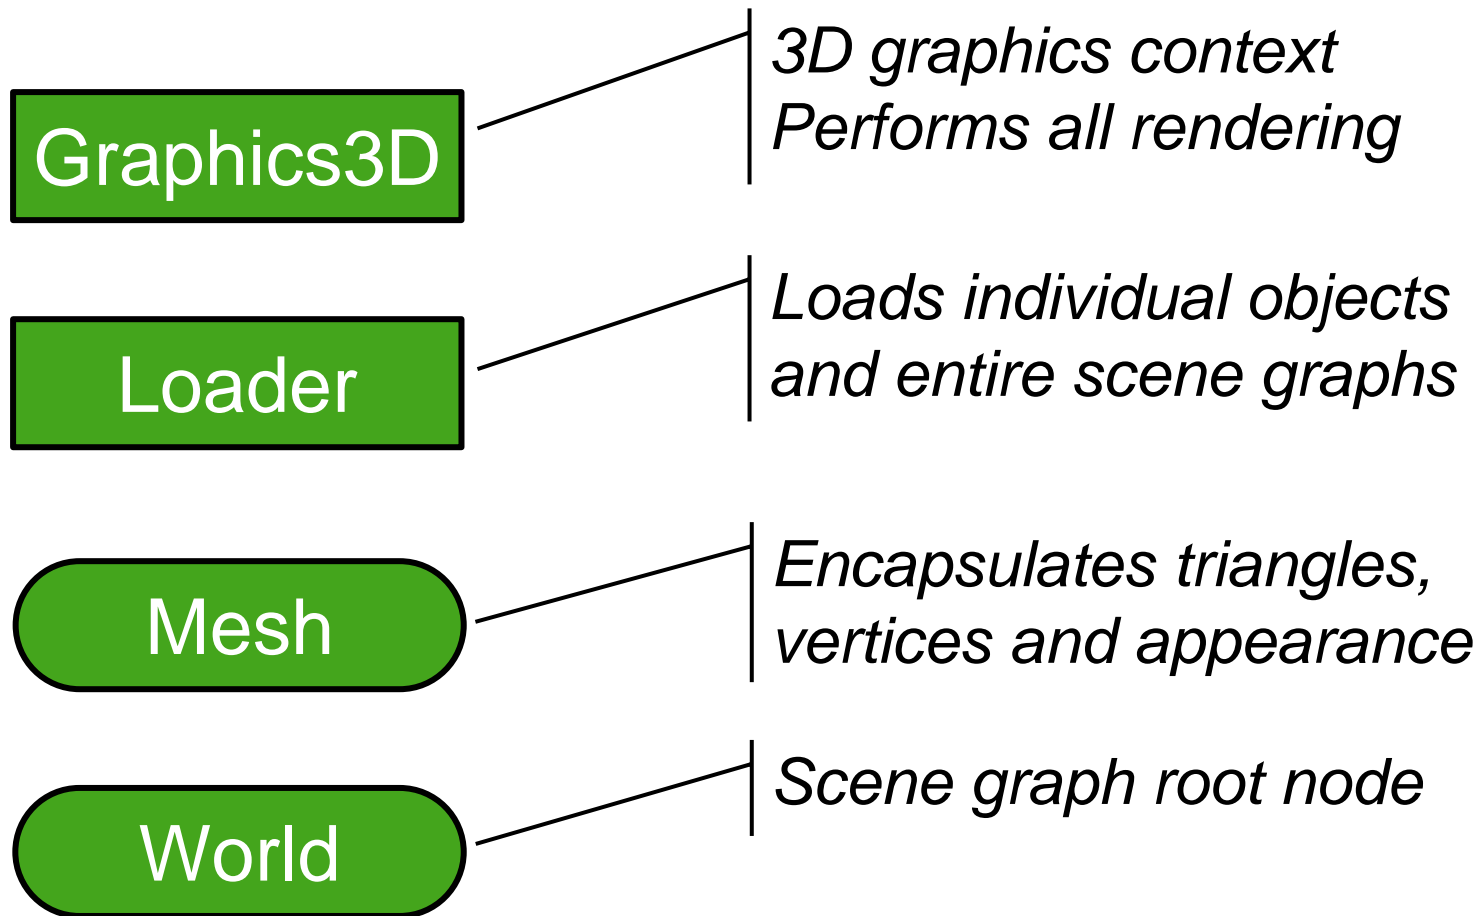 Graphics3D
3D graphics context
Performs all rendering
Loader
Loads individual objects
and entire scene graphs
Mesh
Encapsulates triangles,
vertices and appearance
World
Scene graph root node